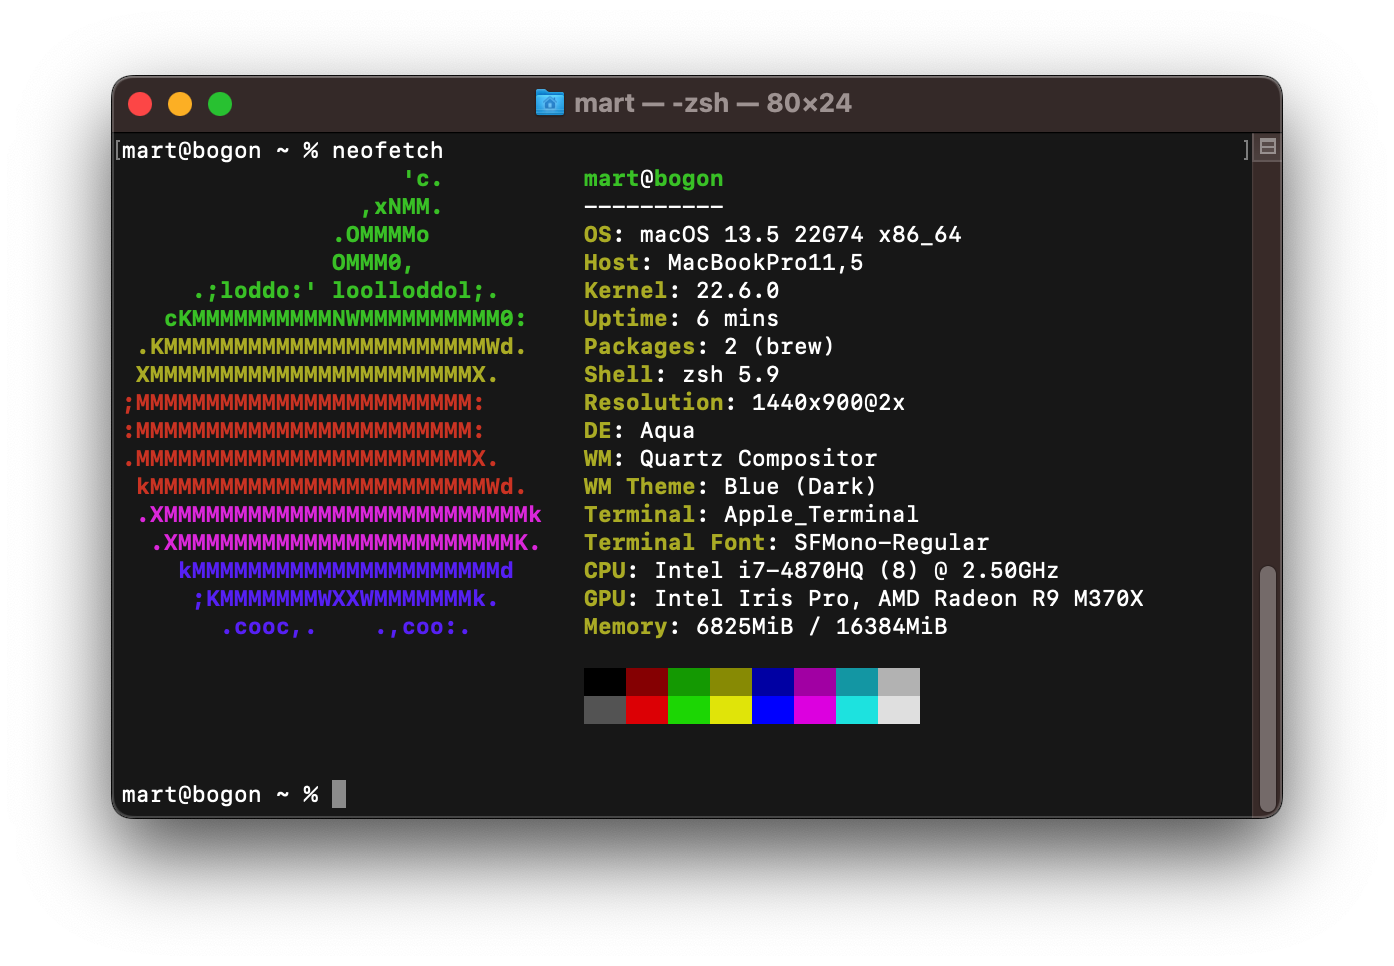 mart — -zsh — 80×24
[mart@bogon ~ % neofetch ]
'c. mart@bogon
,xNMM. ----------
.OMMMMo OS: macOS 13.5 22G74 x86_64
OMMM0, Host: MacBookPro11,5
.;loddo:' loolloddol;. Kernel: 22.6.0
cKMMMMMMMMMMNWMMMMMMMMMM0: Uptime: 6 mins
.KMMMMMMMMMMMMMMMMMMMMMMMWd. Packages: 2 (brew)
XMMMMMMMMMMMMMMMMMMMMMMMX. Shell: zsh 5.9
;MMMMMMMMMMMMMMMMMMMMMMMM: Resolution: 1440x900@2x
:MMMMMMMMMMMMMMMMMMMMMMMM: DE: Aqua
.MMMMMMMMMMMMMMMMMMMMMMMMX. WM: Quartz Compositor
kMMMMMMMMMMMMMMMMMMMMMMMMWd. WM Theme: Blue (Dark)
.XMMMMMMMMMMMMMMMMMMMMMMMMMMk Terminal: Apple_Terminal
.XMMMMMMMMMMMMMMMMMMMMMMMMK. Terminal Font: SFMono-Regular
kMMMMMMMMMMMMMMMMMMMMMMd CPU: Intel i7-4870HQ (8) @ 2.50GHz
;KMMMMMMMWXXWMMMMMMMk. GPU: Intel Iris Pro, AMD Radeon R9 M370X
.cooc,. .,coo:. Memory: 6825MiB / 16384MiB
mart@bogon ~ %